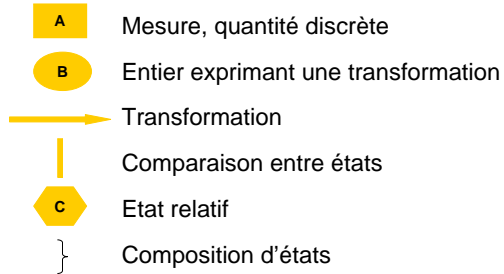 A Mesure, quantité discrète
B Entier exprimant une transformation
Transformation
Comparaison entre états
C Etat relatif
} Composition d'états